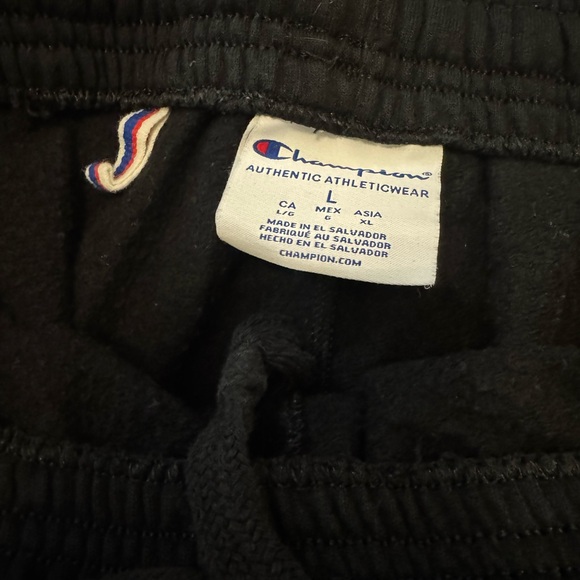 Champion®
AUTHENTIC ATHLETICWEAR
L
CA MEX ASIA
L/G G XL
MADE IN EL SALVADOR
FABRIQUÉ AU SALVADOR
HECHO EN EL SALVADOR
CHAMPION.COM